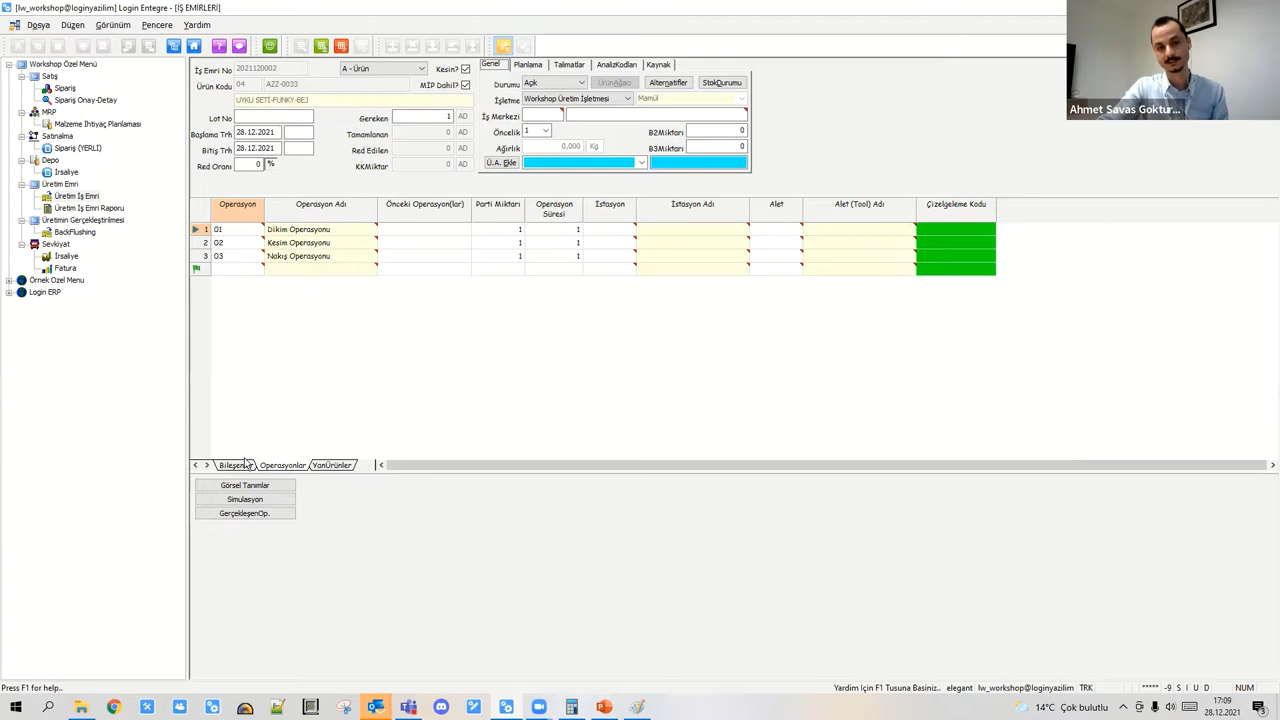 [lw_workshop@loginyazilim] Login Entegre - [İŞ EMİRLERİ]
Dosya Düzen Görünüm Pencere Yardım
Ahmet Savas Goktur...
Workshop Özel Menü
Satış
Sipariş
Sipariş Onay-Detay
MRP
Malzeme İhtiyaç Planlaması
Satınalma
Sipariş (YERLİ)
Depo
İrsaliye
Üretim Emri
Üretim İş Emri
Üretim İş Emri Raporu
Üretimin Gerçekleştirilmesi
BackFlushing
Sevkiyat
İrsaliye
Fatura
Örnek Özel Menü
Login ERP
İş Emri No 2021120002 A - Ürün Kesin?
Ürün Kodu 04 AZZ-0033 MİP Dahil?
UYKU SETİ-FUNKY-BEJ
Lot No Gereken 1 AD
Başlama Trh 28.12.2021 Tamamlanan 0 AD
Bitiş Trh 28.12.2021 Red Edilen 0 AD
Red Oranı 0 % KKMiktar 0 AD
Genel Planlama Talimatlar AnalizKodları Kaynak
Durumu Açık ÜrünAğacı Alternatifler StokDurumu
İşletme Workshop Üretim İşletmesi Mamül
İş Merkezi
Öncelik 1 B2Miktarı 0
Ağırlık 0,000 Kg B3Miktarı 0
Ü.A. Ekle
Operasyon Operasyon Adı Önceki Operasyon(lar) Parti Miktarı Operasyon Süresi İstasyon İstasyon Adı Alet Alet (Tool) Adı Çizelgeleme Kodu
1 01 Dikim Operasyonu 1 1
2 02 Kesim Operasyonu 1 1
3 03 Nakış Operasyonu 1 1
Operasyonlar YanÜrünler
Görsel Tanımlar
Simulasyon
GerçekleşenOp.
Press F1 for help.. Yardim Için F1 Tusuna Basiniz.. elegant lw_workshop@loginyazilim TRK ***** -9 S I U D NUM
14°C Çok bulutlu 17:09
28.12.2021